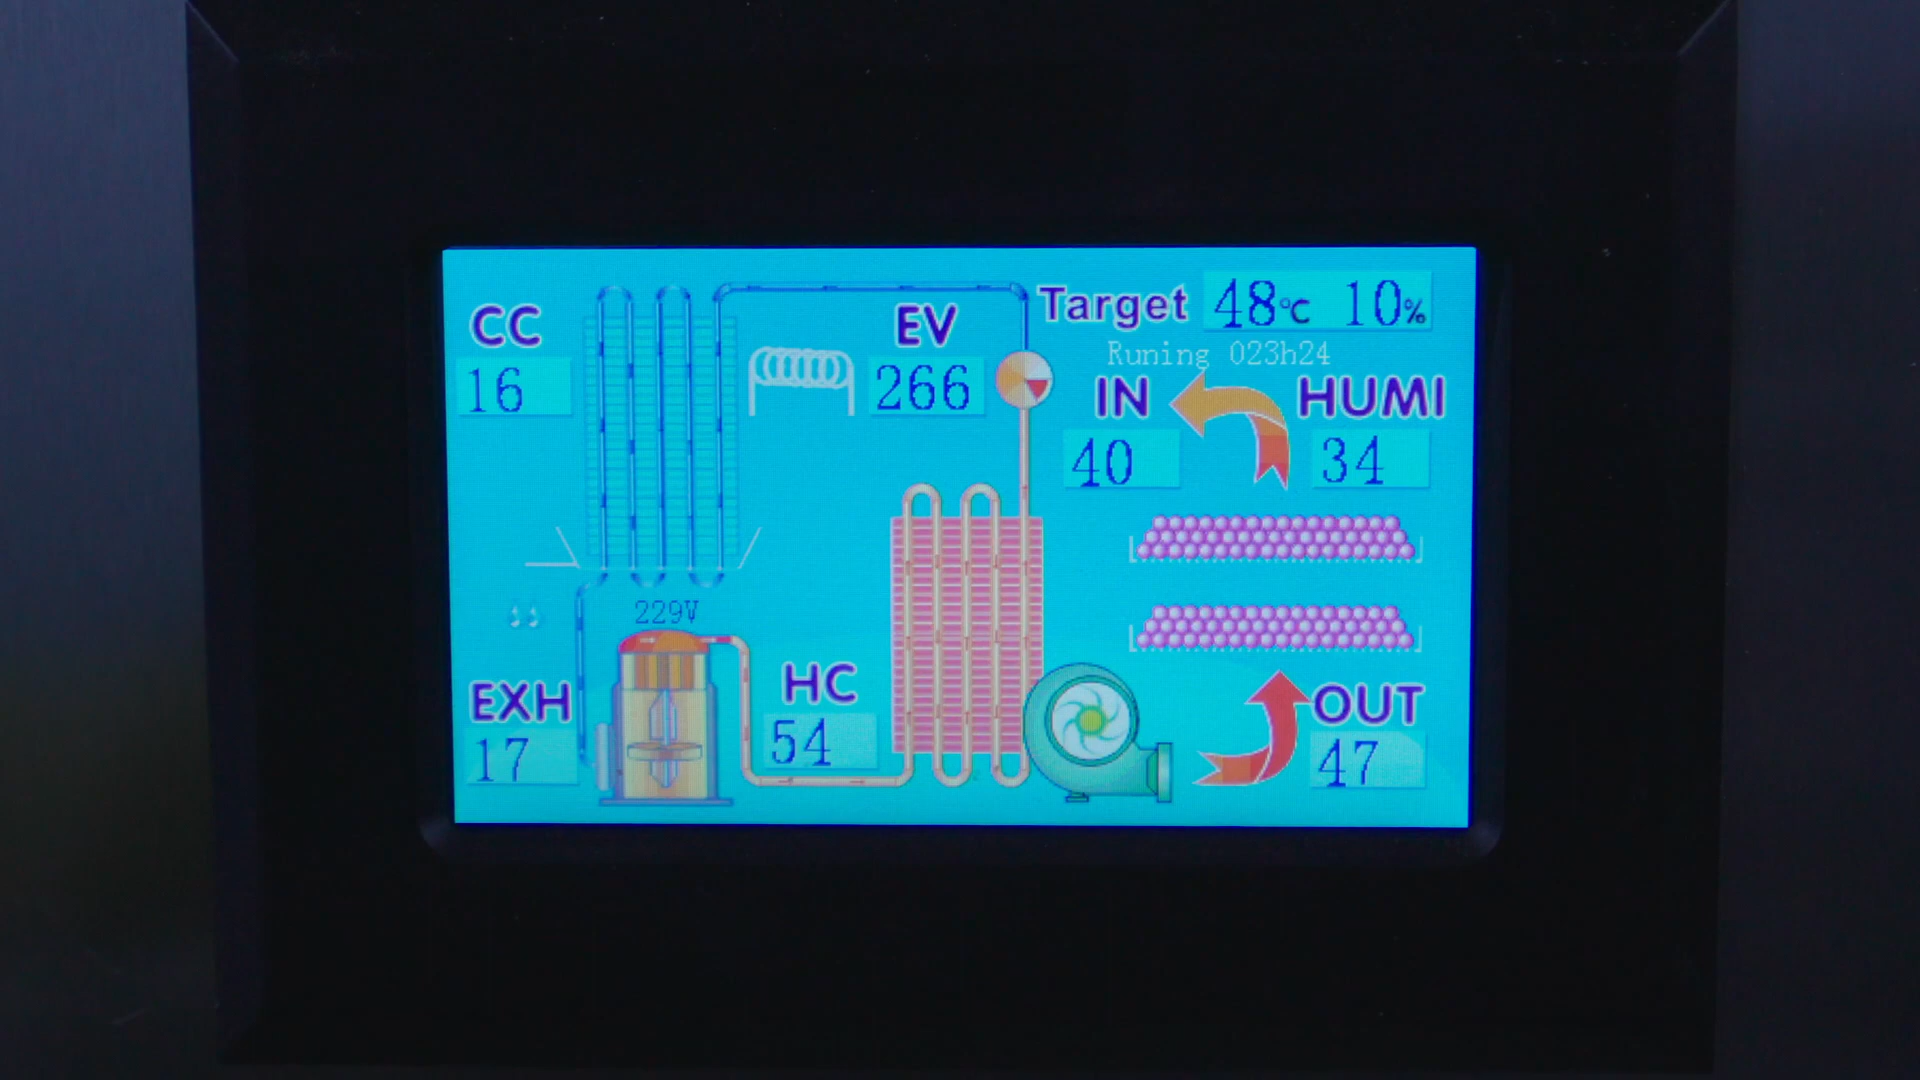 Target 48℃ 10%
CC
EV
Runing 023h24
16
266
IN
HUMI
40
34
229V
EXH
HC
OUT
17
54
47